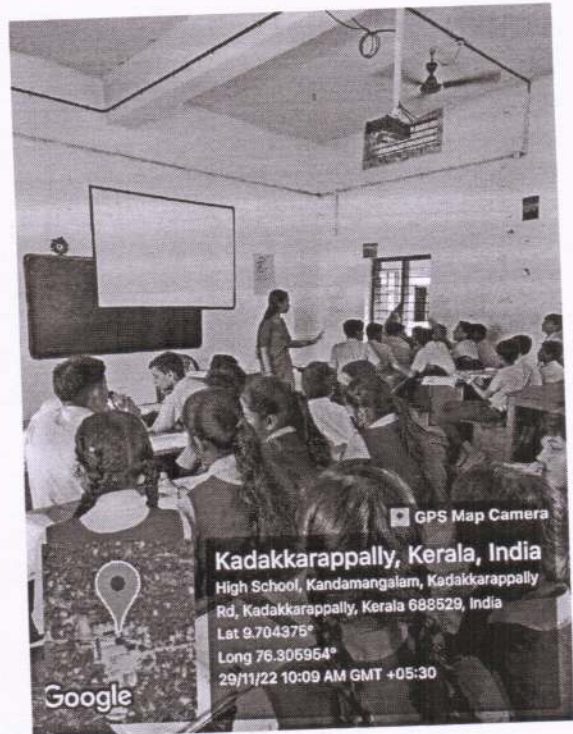 GPS Map Camera
Kadakkarappally, Kerala, India
High School, Kandamangalam, Kadakkarappally
Rd, Kadakkarappally, Kerala 688529, India
Lat 9.704375°
Long 76.305954°
29/11/22 10:09 AM GMT +05:30
Google